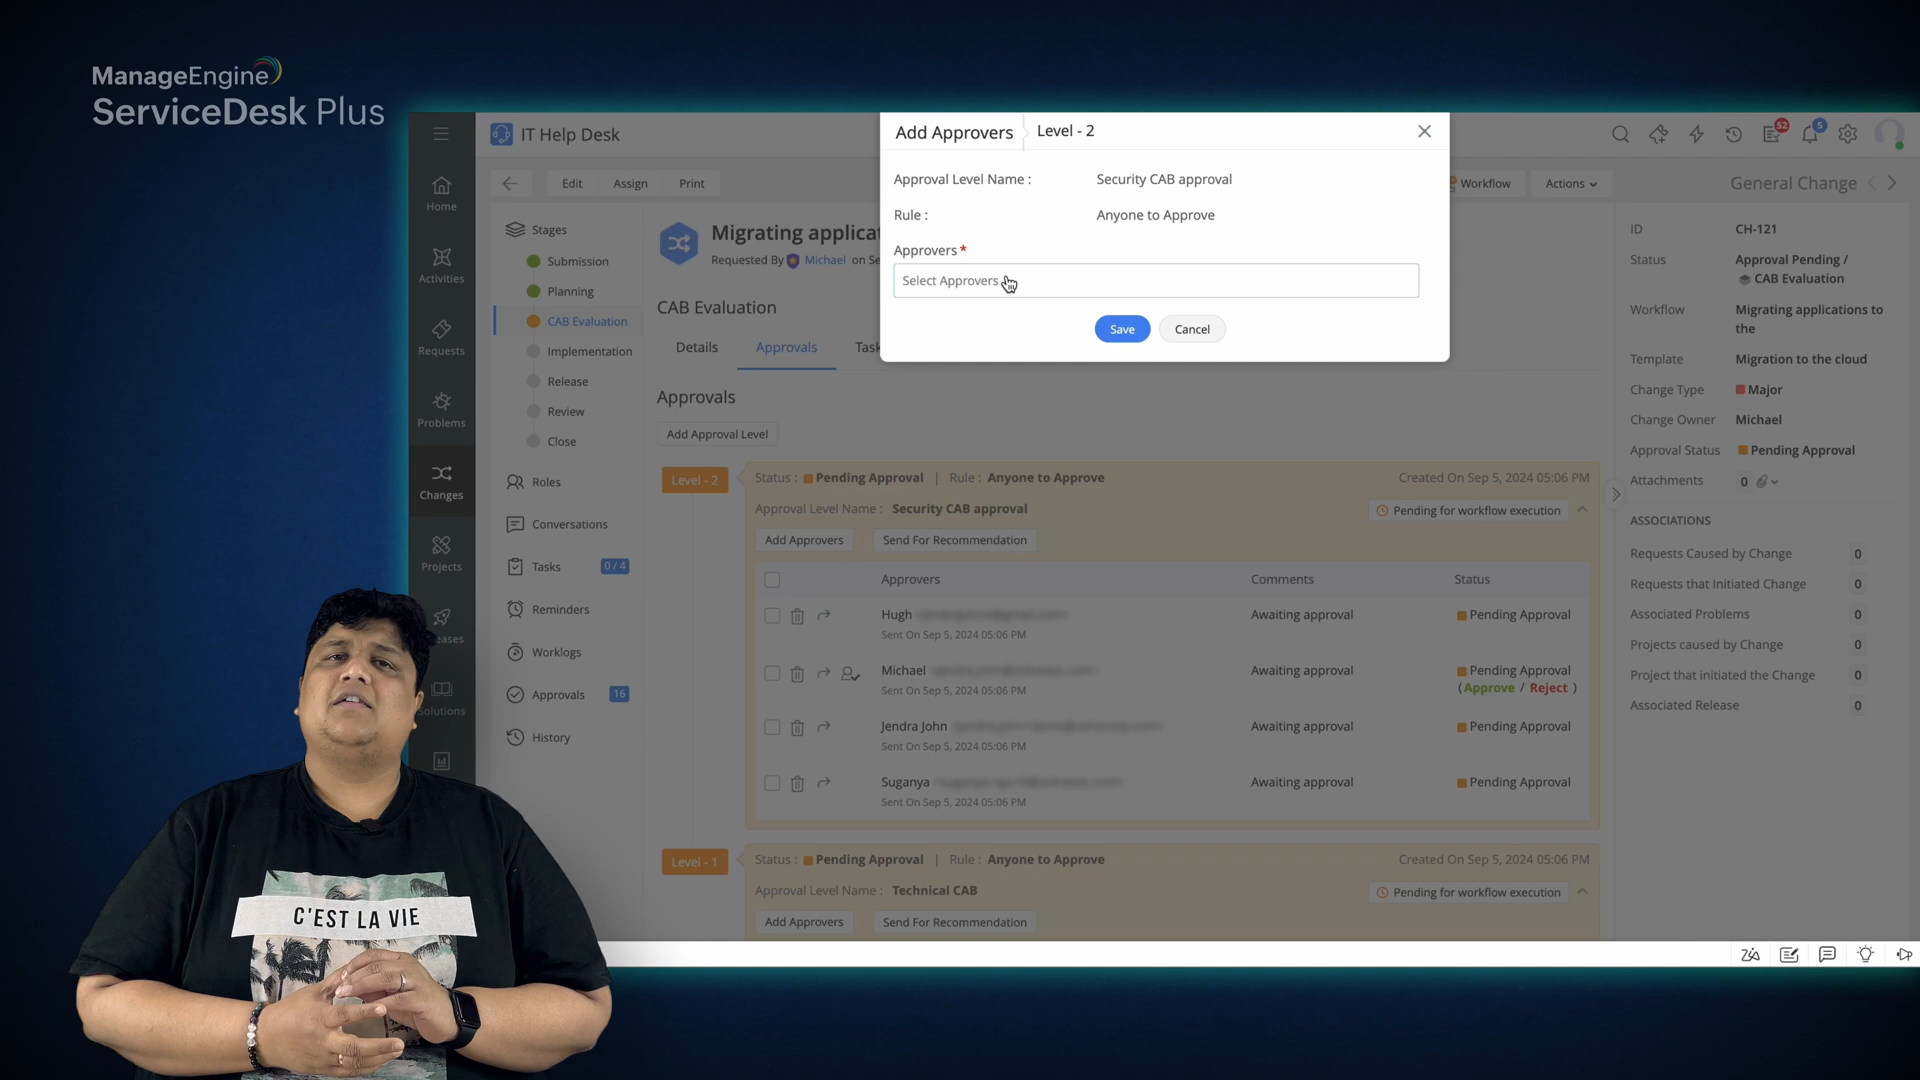 ManageEngine
ServiceDesk Plus
IT Help Desk
52
5
Home
Activities
Requests
Problems
Changes
Projects
Solutions
Edit
Assign
Print
Workflow
Actions
General Change
Stages
Submission
Planning
CAB Evaluation
Implementation
Release
Review
Close
Roles
Conversations
Tasks 0 / 4
Reminders
Worklogs
Approvals 16
History
Requested By Michael on
CAB Evaluation
Details
Approvals
Approvals
Add Approval Level
Add Approvers
Level - 2
Approval Level Name : Security CAB approval
Rule : Anyone to Approve
Approvers *
Select Approvers
Save
Cancel
Level - 2
Status : Pending Approval | Rule : Anyone to Approve
Created On Sep 5, 2024 05:06 PM
Approval Level Name : Security CAB approval
Pending for workflow execution
Add Approvers
Send For Recommendation
Approvers Comments Status
Hugh Awaiting approval Pending Approval
Sent On Sep 5, 2024 05:06 PM
Michael Awaiting approval Pending Approval
Sent On Sep 5, 2024 05:06 PM (Approve / Reject )
Jendra John Awaiting approval Pending Approval
Sent On Sep 5, 2024 05:06 PM
Suganya Awaiting approval Pending Approval
Sent On Sep 5, 2024 05:06 PM
Level - 1
Status : Pending Approval | Rule : Anyone to Approve
Created On Sep 5, 2024 05:06 PM
Approval Level Name : Technical CAB
Pending for workflow execution
Add Approvers
Send For Recommendation
ID CH-121
Status Approval Pending /
CAB Evaluation
Workflow Migrating applications to
the
Template Migration to the cloud
Change Type Major
Change Owner Michael
Approval Status Pending Approval
Attachments 0
ASSOCIATIONS
Requests Caused by Change 0
Requests that Initiated Change 0
Associated Problems 0
Projects caused by Change 0
Project that initiated the Change 0
Associated Release 0
C'EST LA VIE